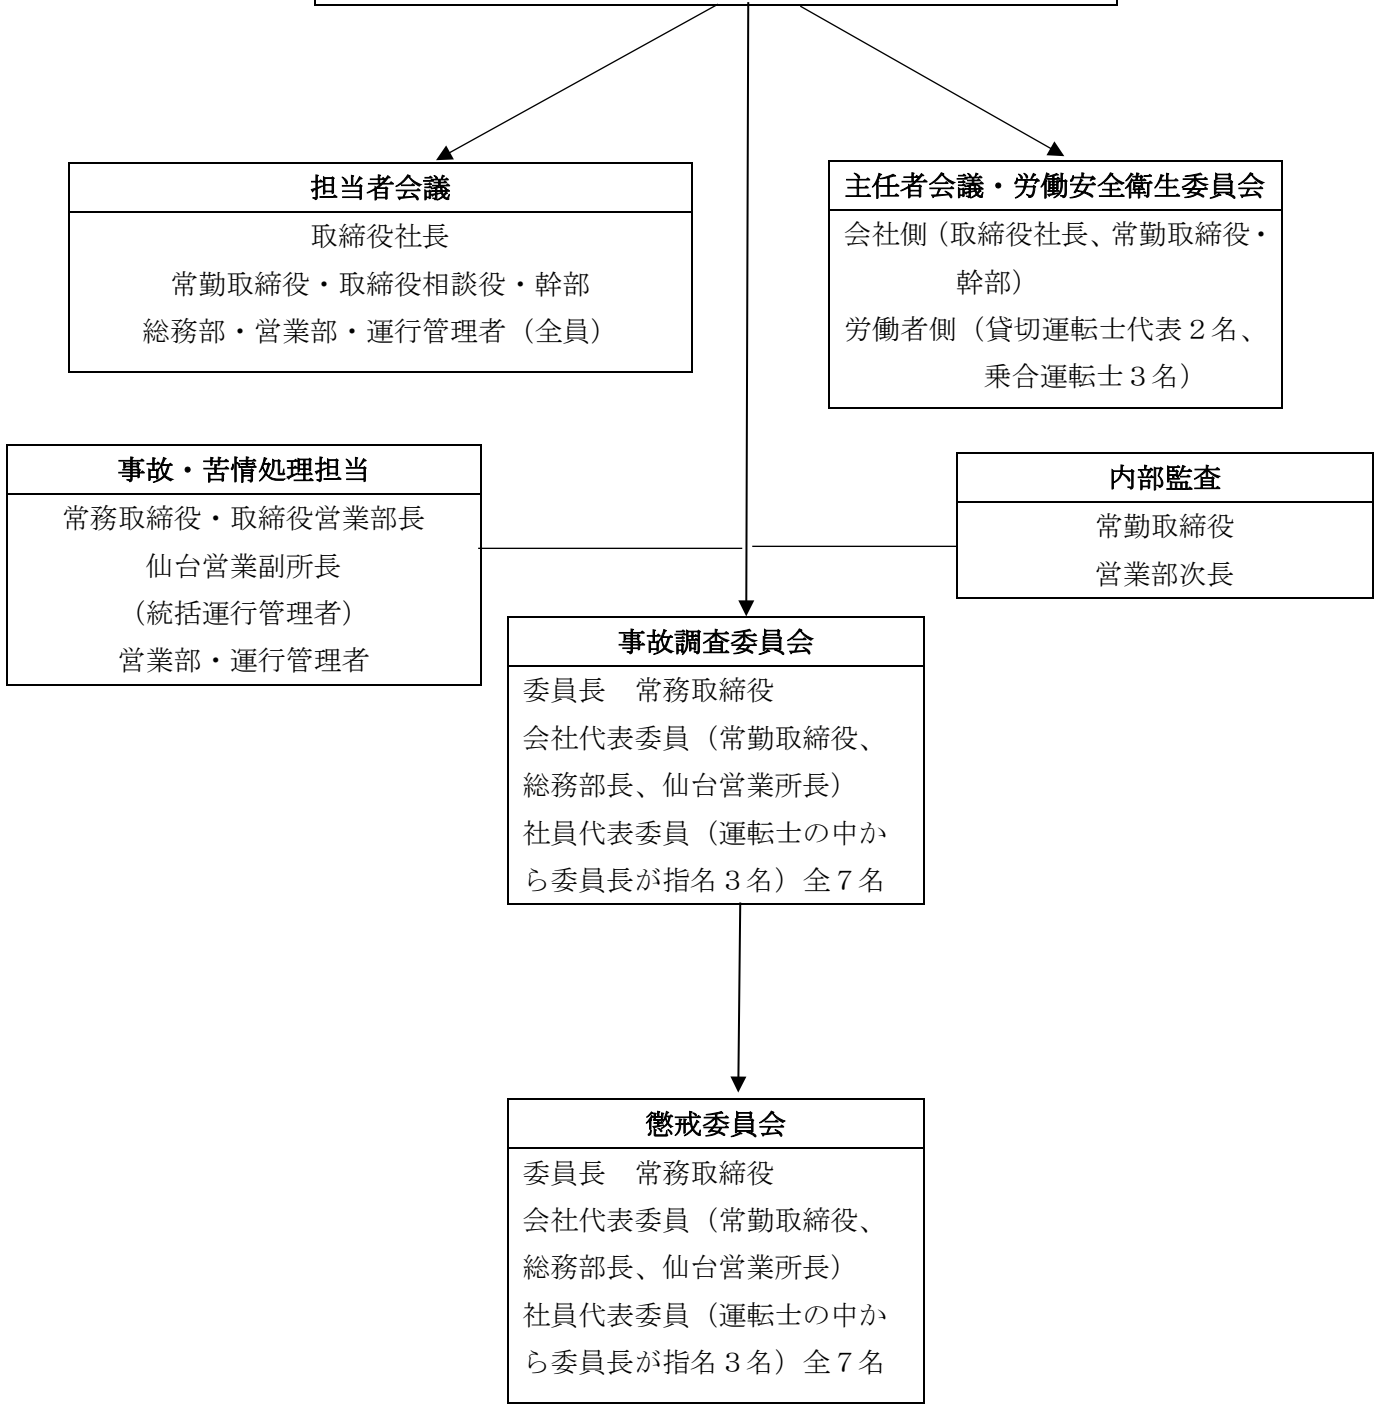 担当者会議
取締役社長
常勤取締役・取締役相談役・幹部
総務部・営業部・運行管理者（全員）
主任者会議・労働安全衛生委員会
会社側（取締役社長、常勤取締役・
幹部）
労働者側（貸切運転士代表２名、
乗合運転士３名）
事故・苦情処理担当
常務取締役・取締役営業部長
仙台営業副所長
（統括運行管理者）
営業部・運行管理者
内部監査
常勤取締役
営業部次長
事故調査委員会
委員長　常務取締役
会社代表委員（常勤取締役、
総務部長、仙台営業所長）
社員代表委員（運転士の中か
ら委員長が指名３名）全７名
懲戒委員会
委員長　常務取締役
会社代表委員（常勤取締役、
総務部長、仙台営業所長）
社員代表委員（運転士の中か
ら委員長が指名３名）全７名